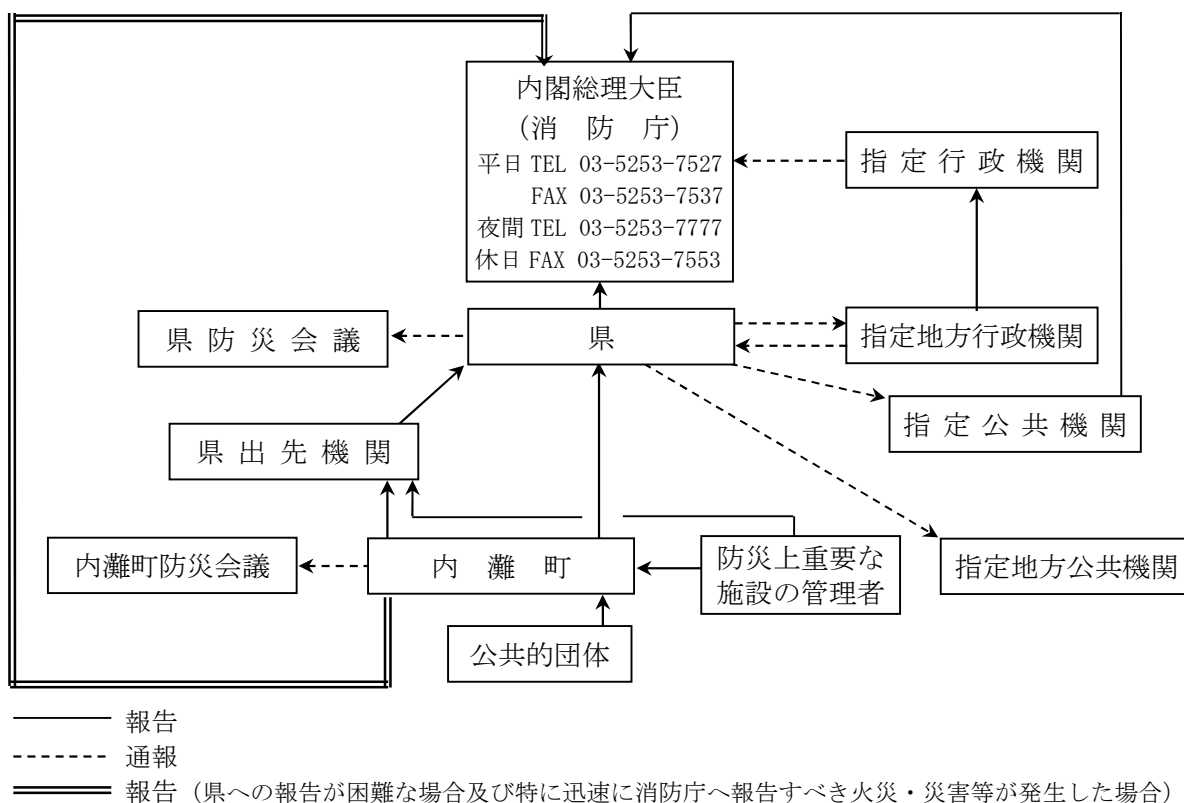 内閣総理大臣
（消　防　庁）
平日 TEL 03-5253-7527
FAX 03-5253-7537
夜間 TEL 03-5253-7777
休日 FAX 03-5253-7553
指 定 行 政 機 関
県 防 災 会 議
県
指定地方行政機関
指 定 公 共 機 関
県 出 先 機 関
内灘町防災会議
内　灘　町
防災上重要な
施設の管理者
指定地方公共機関
公共的団体
報告
通報
報告（県への報告が困難な場合及び特に迅速に消防庁へ報告すべき火災・災害等が発生した場合）